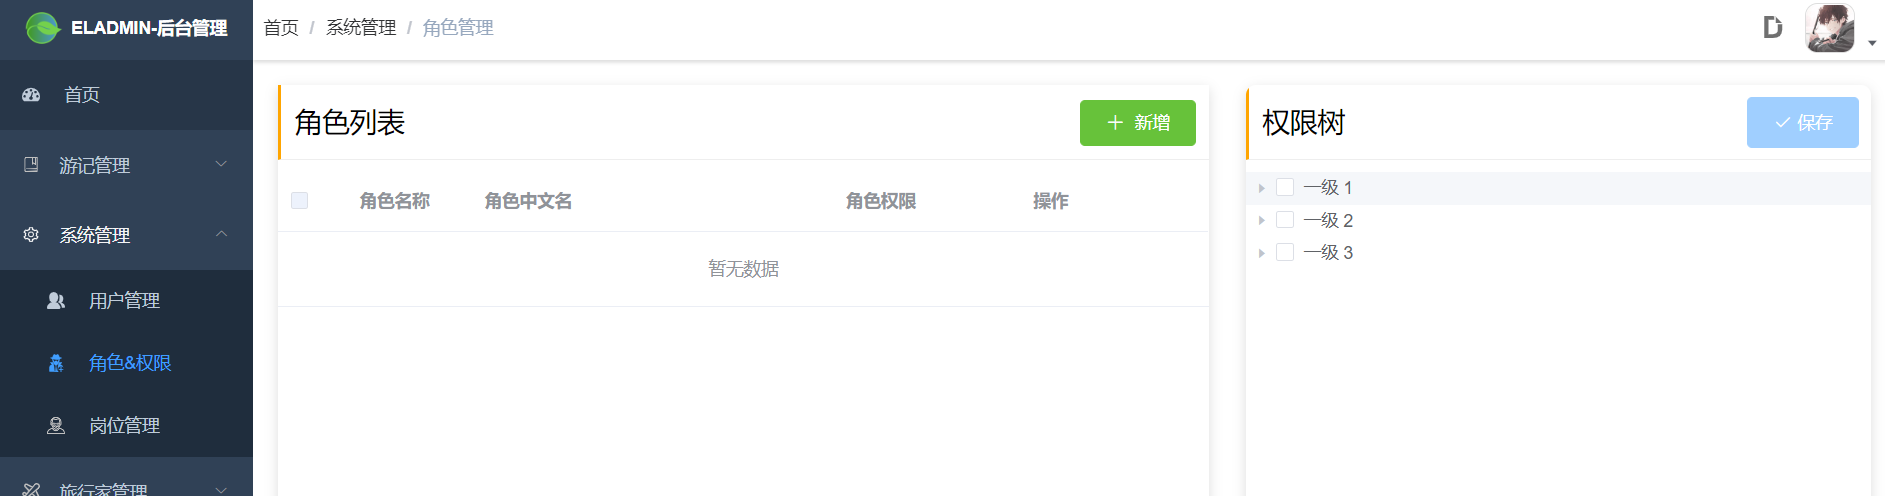 ELADMIN-后台管理
首页 / 系统管理 / 角色管理
首页
游记管理
系统管理
用户管理
角色&权限
岗位管理
旅行家管理
角色列表
+ 新增
角色名称 角色中文名 角色权限 操作
暂无数据
权限树
保存
一级 1
一级 2
一级 3